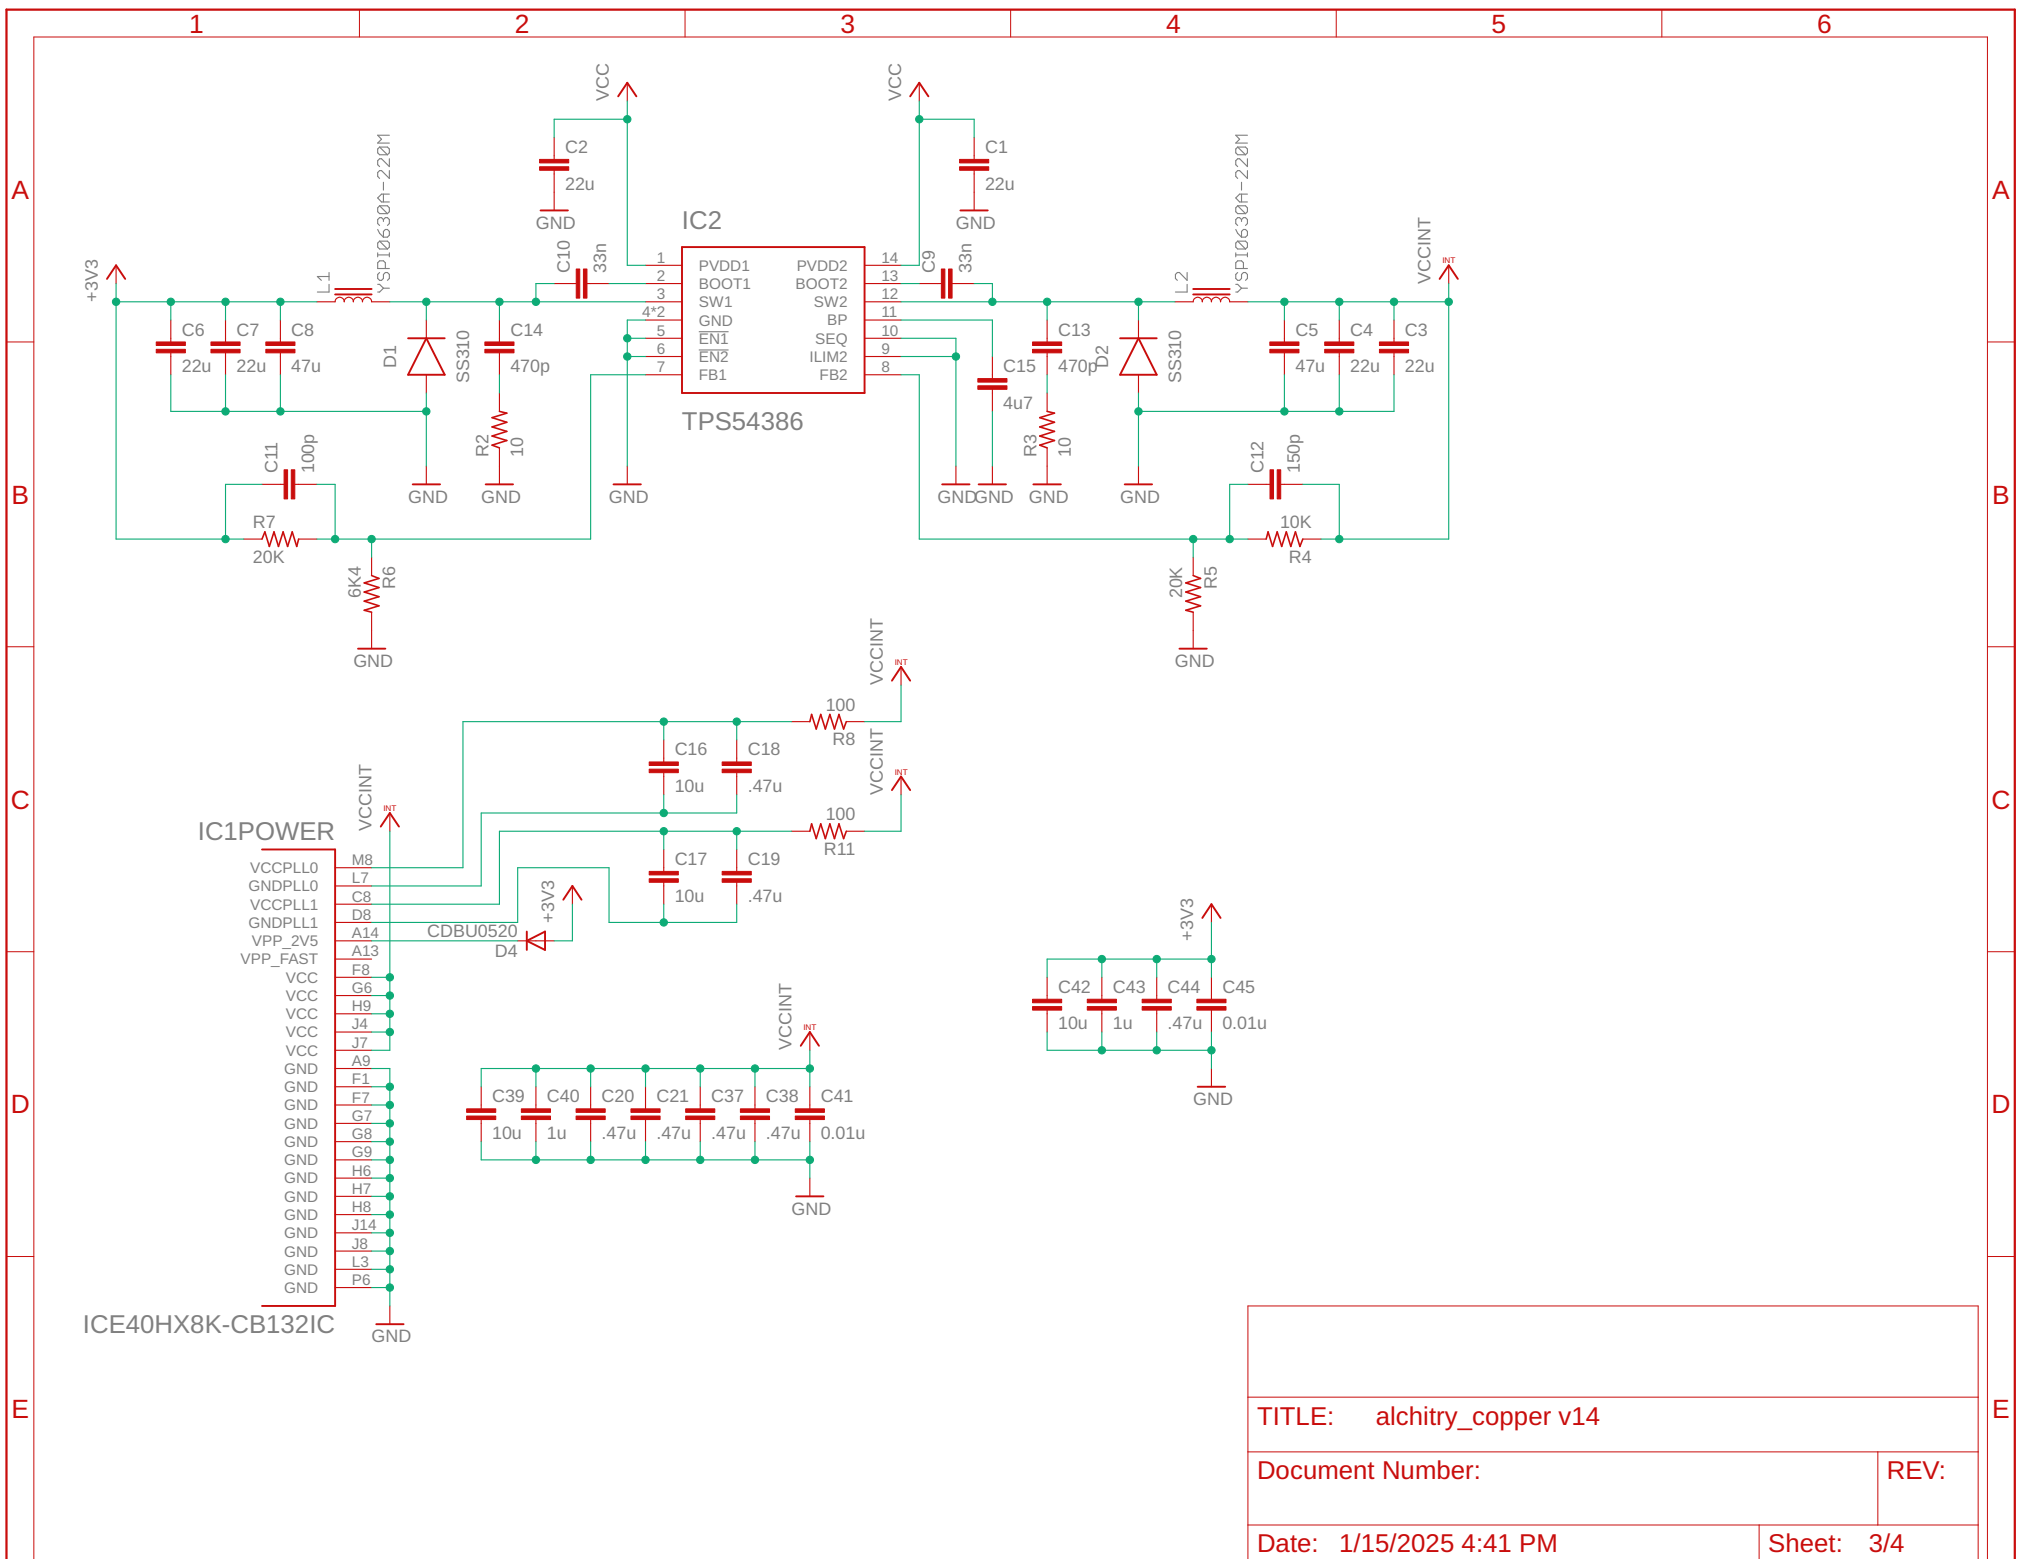 1 2 3 4 5 6
A A
B B
C C
D D
E E
VCC
C2
22u
GND
VCC
C1
22u
GND
+3V3
L1
YSPI0630A-220M
C6
22u
C7
22u
C8
47u
D1
SS310
GND
C14
470p
R2
10
GND
C10
33n
GND
C11
100p
R7
20K
6K4
R6
GND
IC2
1 PVDD1
2 BOOT1
3 SW1
4*2 GND
5 EN1
6 EN2
7 FB1
PVDD2 14
BOOT2 13
SW2 12
BP 11
SEQ 10
ILIM2 9
FB2 8
TPS54386
C9
33n
GND
C15
4u7
GND
C13
470p
R3
10
GND
D2
SS310
GND
L2
YSPI0630A-220M
C5
47u
C4
22u
C3
22u
VCCINT
INT
C12
150p
10K
R4
20K
R5
GND
VCCINT
INT
100
R8
C16
10u
C18
.47u
VCCINT
INT
100
R11
C17
10u
C19
.47u
VCCINT
INT
+3V3
CDBU0520
D4
IC1POWER
VCCPLL0 M8
GNDPLL0 L7
VCCPLL1 C8
GNDPLL1 D8
VPP_2V5 A14
VPP_FAST A13
VCC F8
VCC G6
VCC H9
VCC J4
VCC J7
GND A9
GND F1
GND F7
GND G7
GND G8
GND G9
GND H6
GND H7
GND H8
GND J14
GND J8
GND L3
GND P6
ICE40HX8K-CB132IC
GND
VCCINT
INT
C39 C40 C20 C21 C37 C38 C41
10u 1u .47u .47u .47u .47u 0.01u
GND
+3V3
C42 C43 C44 C45
10u 1u .47u 0.01u
GND
TITLE: alchitry_copper v14
Document Number:
REV:
Date: 1/15/2025 4:41 PM
Sheet: 3/4